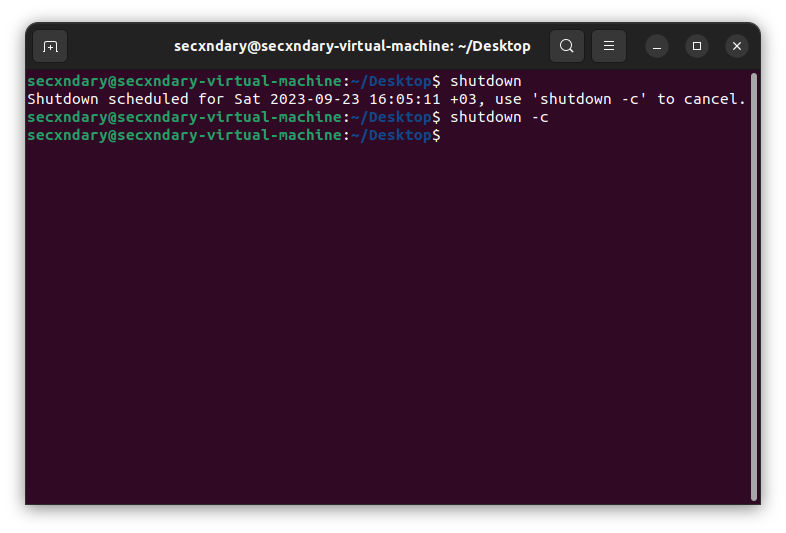 secxndary@secxndary-virtual-machine: ~/Desktop
secxndary@secxndary-virtual-machine:~/Desktop$ shutdown
Shutdown scheduled for Sat 2023-09-23 16:05:11 +03, use 'shutdown -c' to cancel.
secxndary@secxndary-virtual-machine:~/Desktop$ shutdown -c
secxndary@secxndary-virtual-machine:~/Desktop$